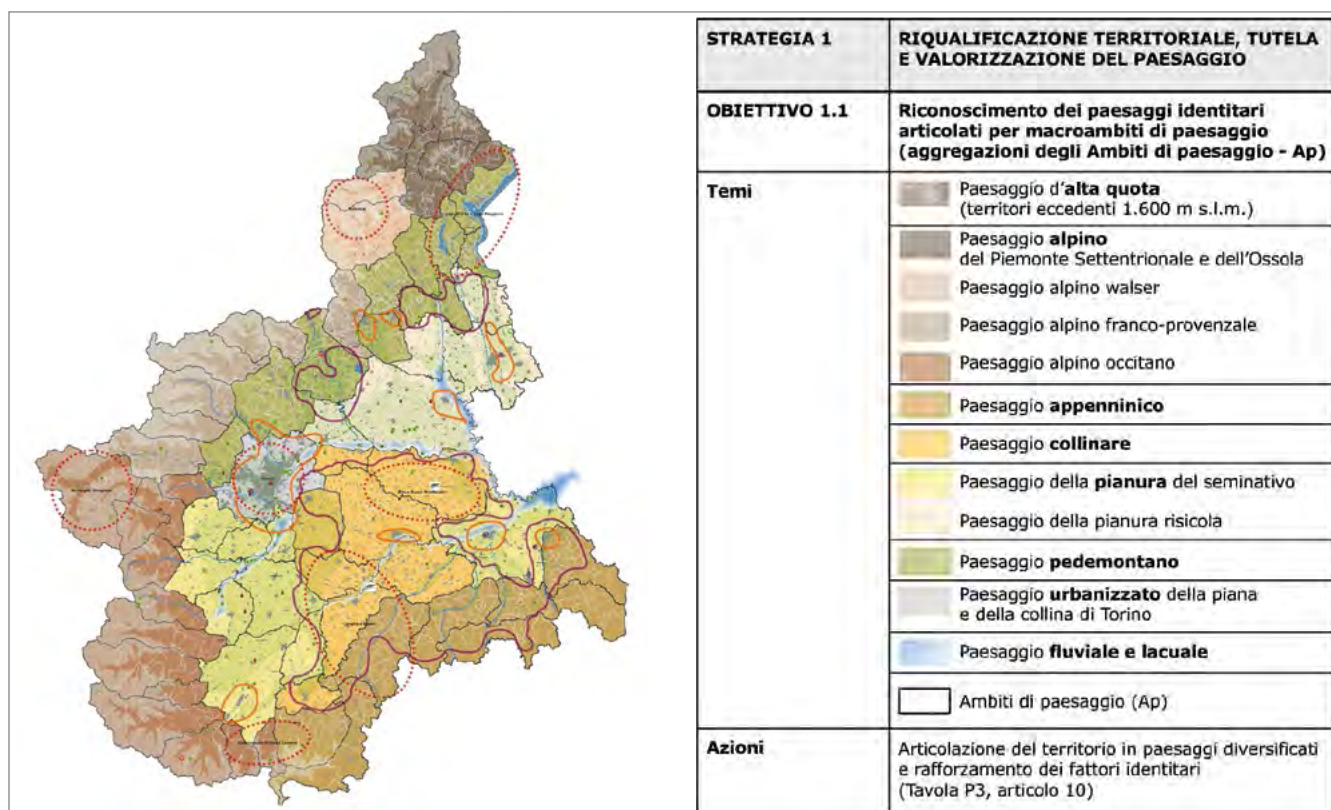 STRATEGIA 1
RIQUALIFICAZIONE TERRITORIALE, TUTELA
E VALORIZZAZIONE DEL PAESAGGIO
OBIETTIVO 1.1
Riconoscimento dei paesaggi identitari
articolati per macroambiti di paesaggio
(aggregazioni degli Ambiti di paesaggio - Ap)
Temi
Paesaggio d'alta quota
(territori eccedenti 1.600 m s.l.m.)
Paesaggio alpino
del Piemonte Settentrionale e dell'Ossola
Paesaggio alpino walser
Paesaggio alpino franco-provenzale
Paesaggio alpino occitano
Paesaggio appenninico
Paesaggio collinare
Paesaggio della pianura del seminativo
Paesaggio della pianura risicola
Paesaggio pedemontano
Paesaggio urbanizzato della piana
e della collina di Torino
Paesaggio fluviale e lacuale
Ambiti di paesaggio (Ap)
Azioni
Articolazione del territorio in paesaggi diversificati
e rafforzamento dei fattori identitari
(Tavola P3, articolo 10)